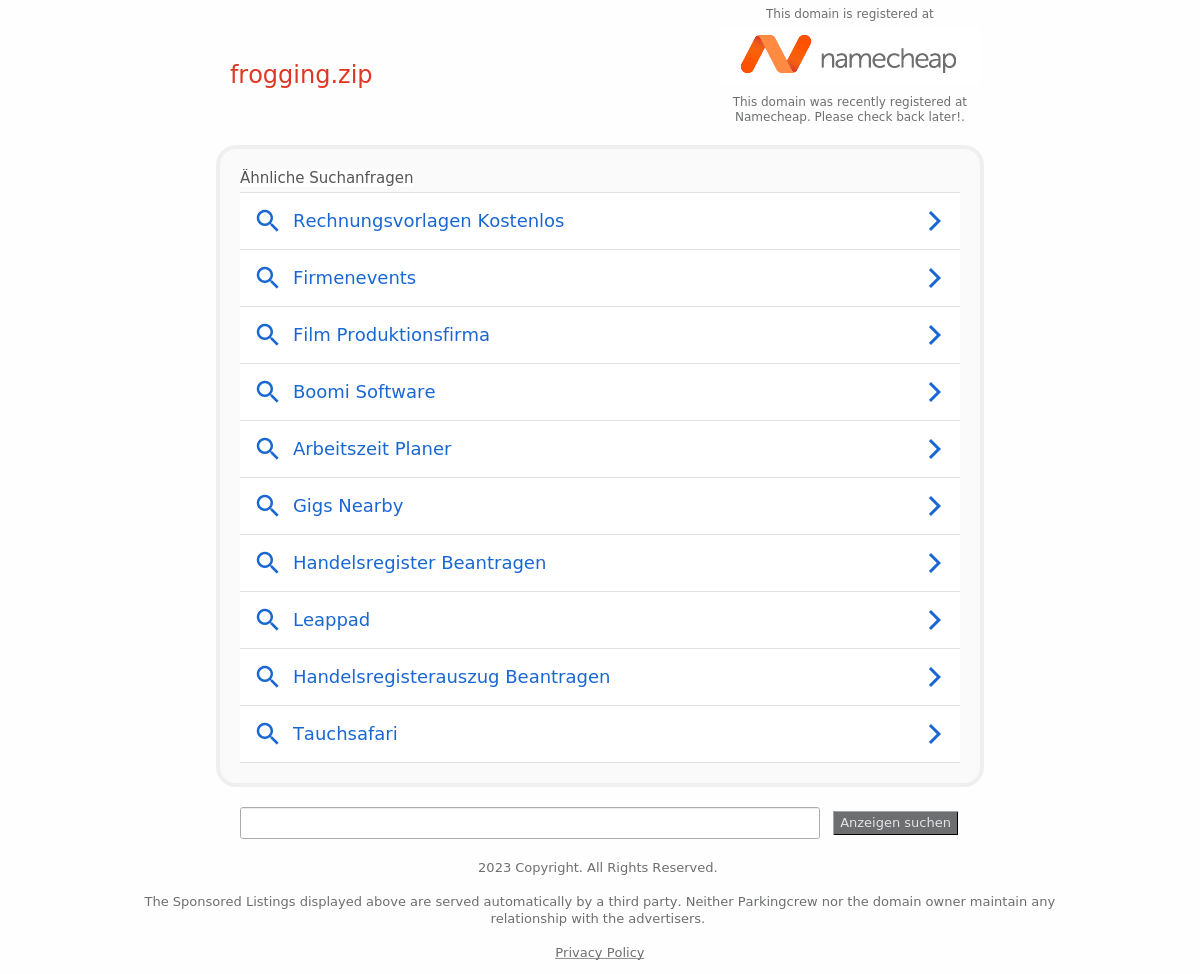 This domain is registered at
namecheap
frogging.zip
This domain was recently registered at
Namecheap. Please check back later!.
Ähnliche Suchanfragen
Rechnungsvorlagen Kostenlos
Firmenevents
Film Produktionsfirma
Boomi Software
Arbeitszeit Planer
Gigs Nearby
Handelsregister Beantragen
Leappad
Handelsregisterauszug Beantragen
Tauchsafari
Anzeigen suchen
2023 Copyright. All Rights Reserved.
The Sponsored Listings displayed above are served automatically by a third party. Neither Parkingcrew nor the domain owner maintain any
relationship with the advertisers.
Privacy Policy